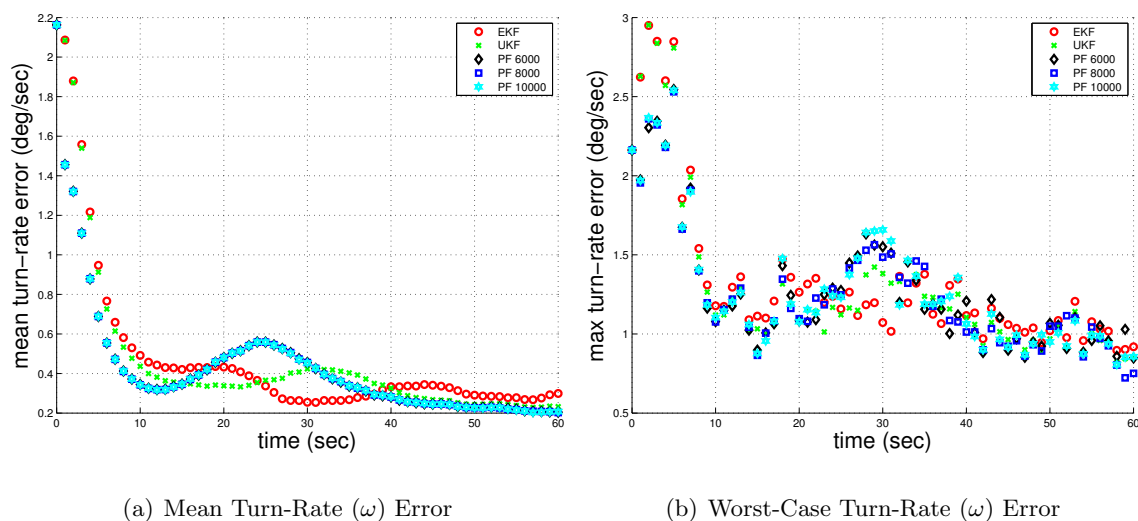 2.2
2
1.8
1.6
1.4
1.2
1
0.8
0.6
0.4
0.2
0
10
20
30
40
50
60
mean turn−rate error (deg/sec)
time (sec)
EKF
UKF
PF 6000
PF 8000
PF 10000
(a) Mean Turn-Rate (ω) Error
3
2.5
2
1.5
1
0.5
0
10
20
30
40
50
60
max turn−rate error (deg/sec)
time (sec)
EKF
UKF
PF 6000
PF 8000
PF 10000
(b) Worst-Case Turn-Rate (ω) Error